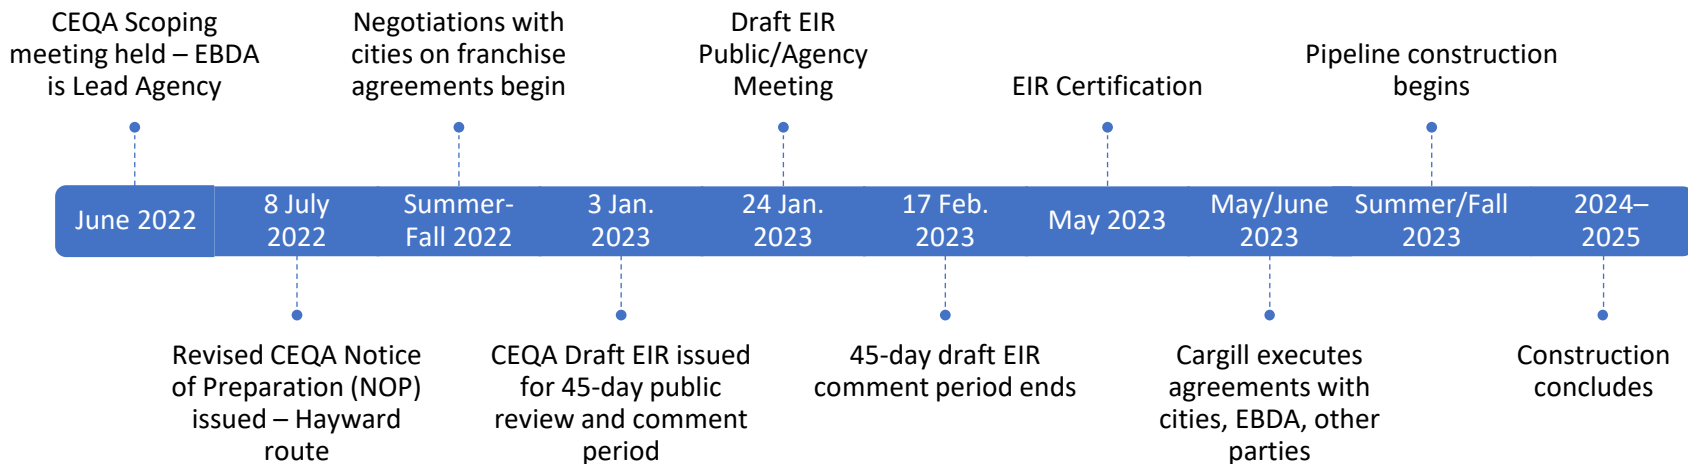 CEQA Scoping
meeting held – EBDA
is Lead Agency
Negotiations with
cities on franchise
agreements begin
Draft EIR
Public/Agency
Meeting
EIR Certification
Pipeline construction
begins
June 2022
8 July
2022
Summer-
Fall 2022
3 Jan.
2023
24 Jan.
2023
17 Feb.
2023
May 2023
May/June
2023
Summer/Fall
2023
2024–
2025
Revised CEQA Notice
of Preparation (NOP)
issued – Hayward
route
CEQA Draft EIR issued
for 45-day public
review and comment
period
45-day draft EIR
comment period ends
Cargill executes
agreements with
cities, EBDA, other
parties
Construction
concludes